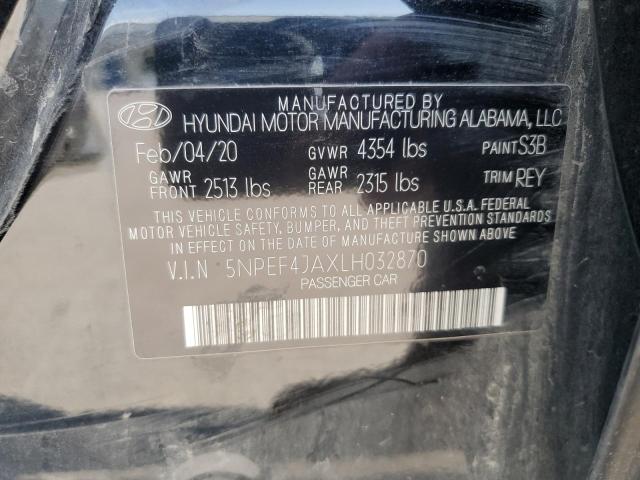 MANUFACTURED BY
HYUNDAI MOTOR MANUFACTURING ALABAMA, LLC
Feb/04/20 GVWR 4354 lbs PAINT S3B
GAWR FRONT 2513 lbs GAWR REAR 2315 lbs TRIM REY
THIS VEHICLE CONFORMS TO ALL APPLICABLE U.S.A. FEDERAL
MOTOR VEHICLE SAFETY, BUMPER, AND THEFT PREVENTION STANDARDS
IN EFFECT ON THE DATE OF MANUFACTURE SHOWN ABOVE.
V.I.N 5NPEF4JAXLH032870
PASSENGER CAR